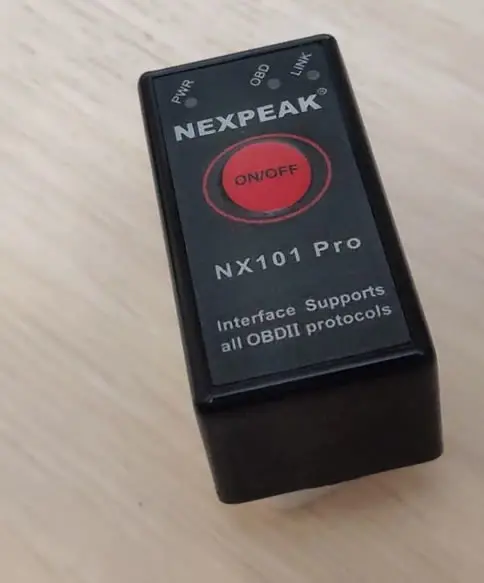 PWR OBD LINK
NEXPEAK®
ON/OFF
NX101 Pro
Interface Supports
all OBDII protocols